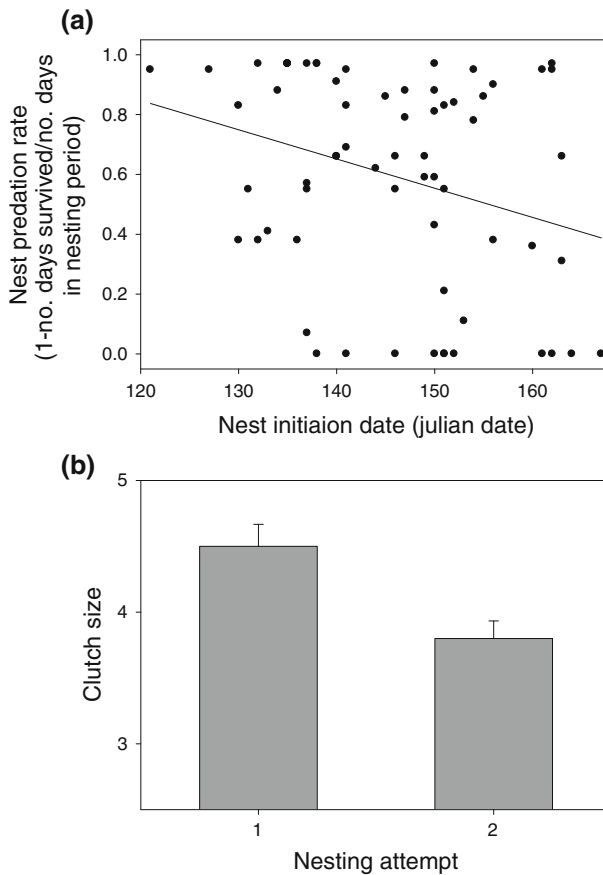 (a)
Nest predation rate
(1-no. days survived/no. days
in nesting period)
1.0
0.8
0.6
0.4
0.2
0.0
120
130
140
150
160
Nest initiaion date (julian date)
(b)
Clutch size
5
4
3
1
2
Nesting attempt